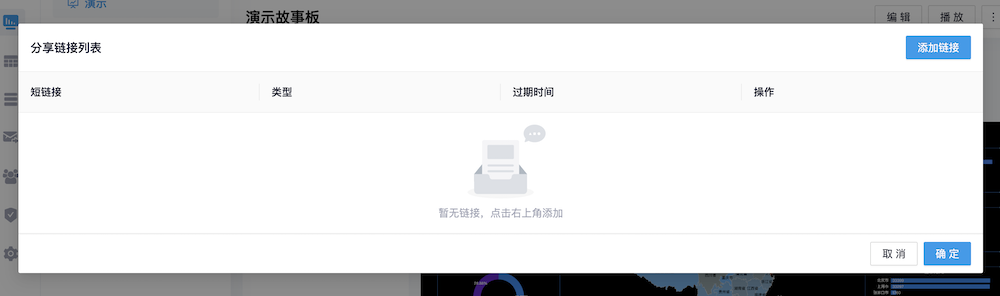 演示
演示故事板
编 辑
播 放
分享链接列表
添加链接
短链接
类型
过期时间
操作
暂无链接，点击右上角添加
取 消
确 定